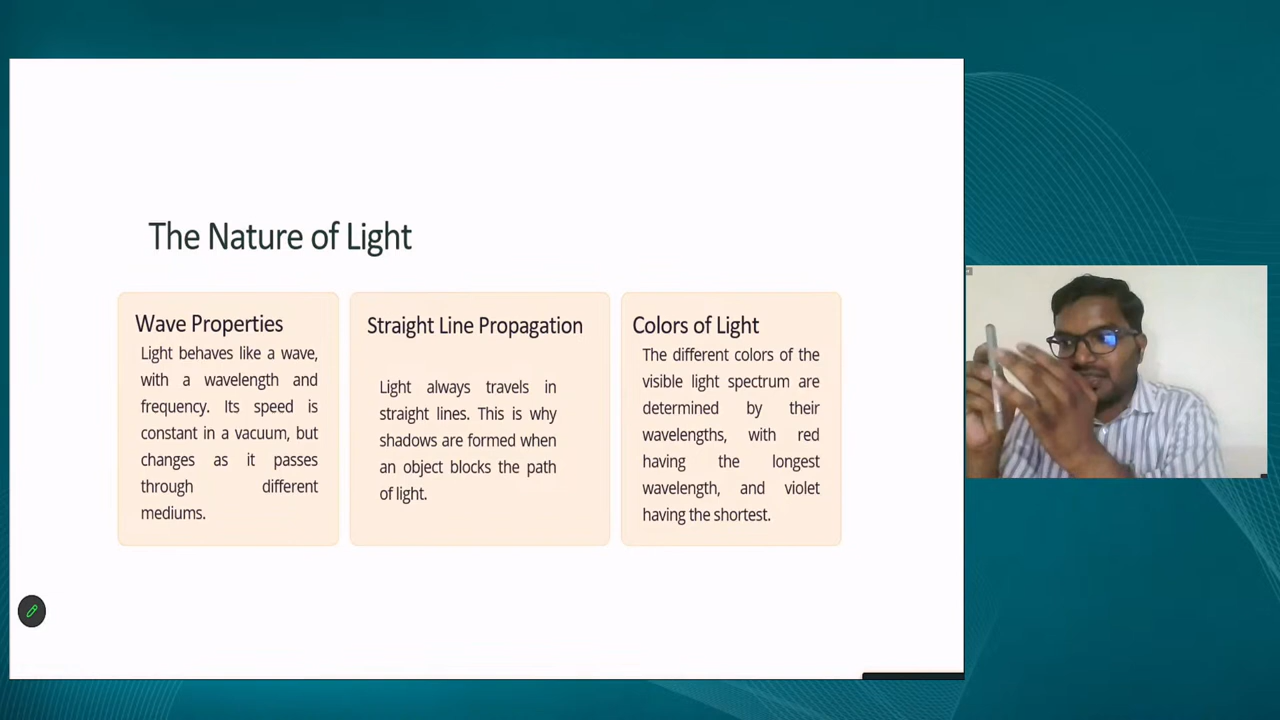 The Nature of Light
Wave Properties
Light behaves like a wave,
with a wavelength and
frequency. Its speed is
constant in a vacuum, but
changes as it passes
through different
mediums.
Straight Line Propagation
Light always travels in
straight lines. This is why
shadows are formed when
an object blocks the path
of light.
Colors of Light
The different colors of the
visible light spectrum are
determined by their
wavelengths, with red
having the longest
wavelength, and violet
having the shortest.